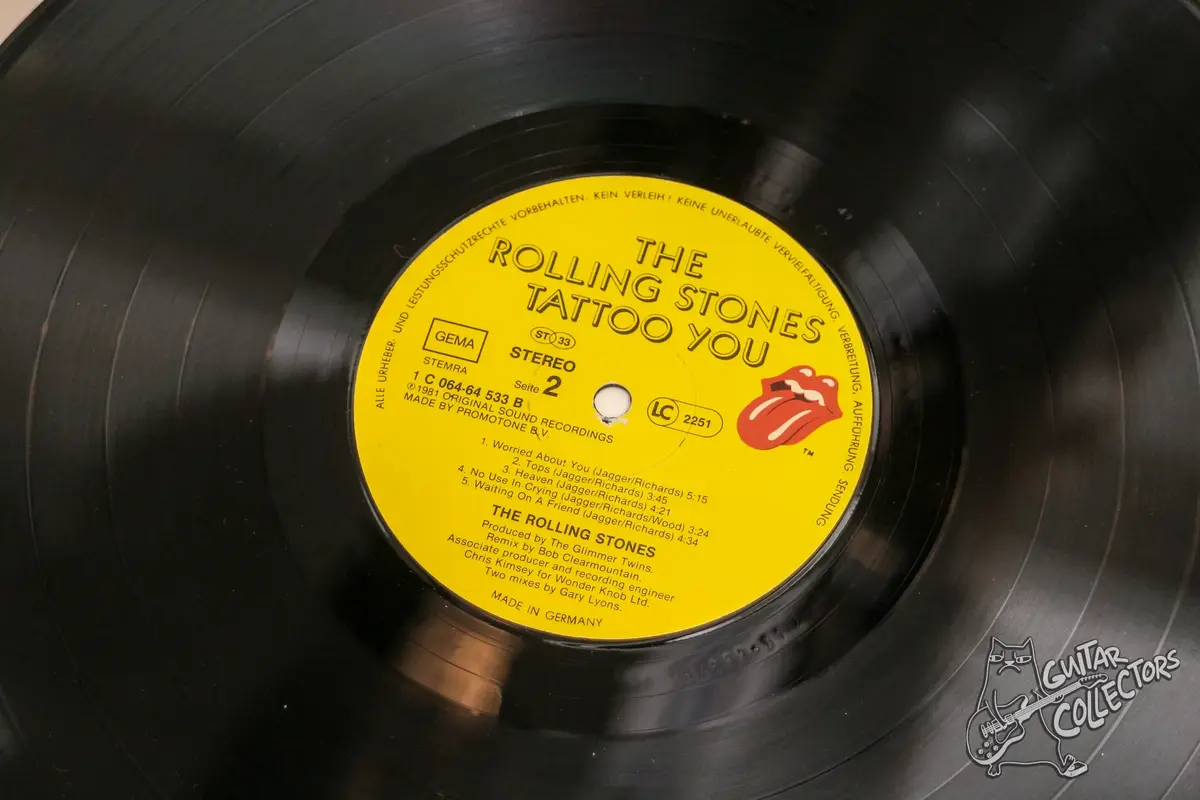 ALLE URHEBER- UND LEISTUNGSSCHUTZRECHTE VORBEHALTEN. KEIN VERLEIH! KEINE UNERLAUBTE VERVIELFÄLTIGUNG, VERBREITUNG, AUFFÜHRUNG, SENDUNG
THE
ROLLING STONES
TATTOO YOU
GEMA
STEMRA
ST 33
STEREO
Seite 2
1 C 064-64 533 B
℗1981 ORIGINAL SOUND RECORDINGS
MADE BY PROMOTONE B.V.
LC 2251
TM
1. Worried About You (Jagger/Richards) 5:15
2. Tops (Jagger/Richards) 3:45
3. Heaven (Jagger/Richards) 4:21
4. No Use In Crying (Jagger/Richards/Wood) 3:24
5. Waiting On A Friend (Jagger/Richards) 4:34
THE ROLLING STONES
Produced by The Glimmer Twins.
Remix by Bob Clearmountain.
Associate producer and recording engineer
Chris Kimsey for Wonder Knob Ltd.
Two mixes by Gary Lyons.
MADE IN GERMANY
GUITAR
COLLECTORS